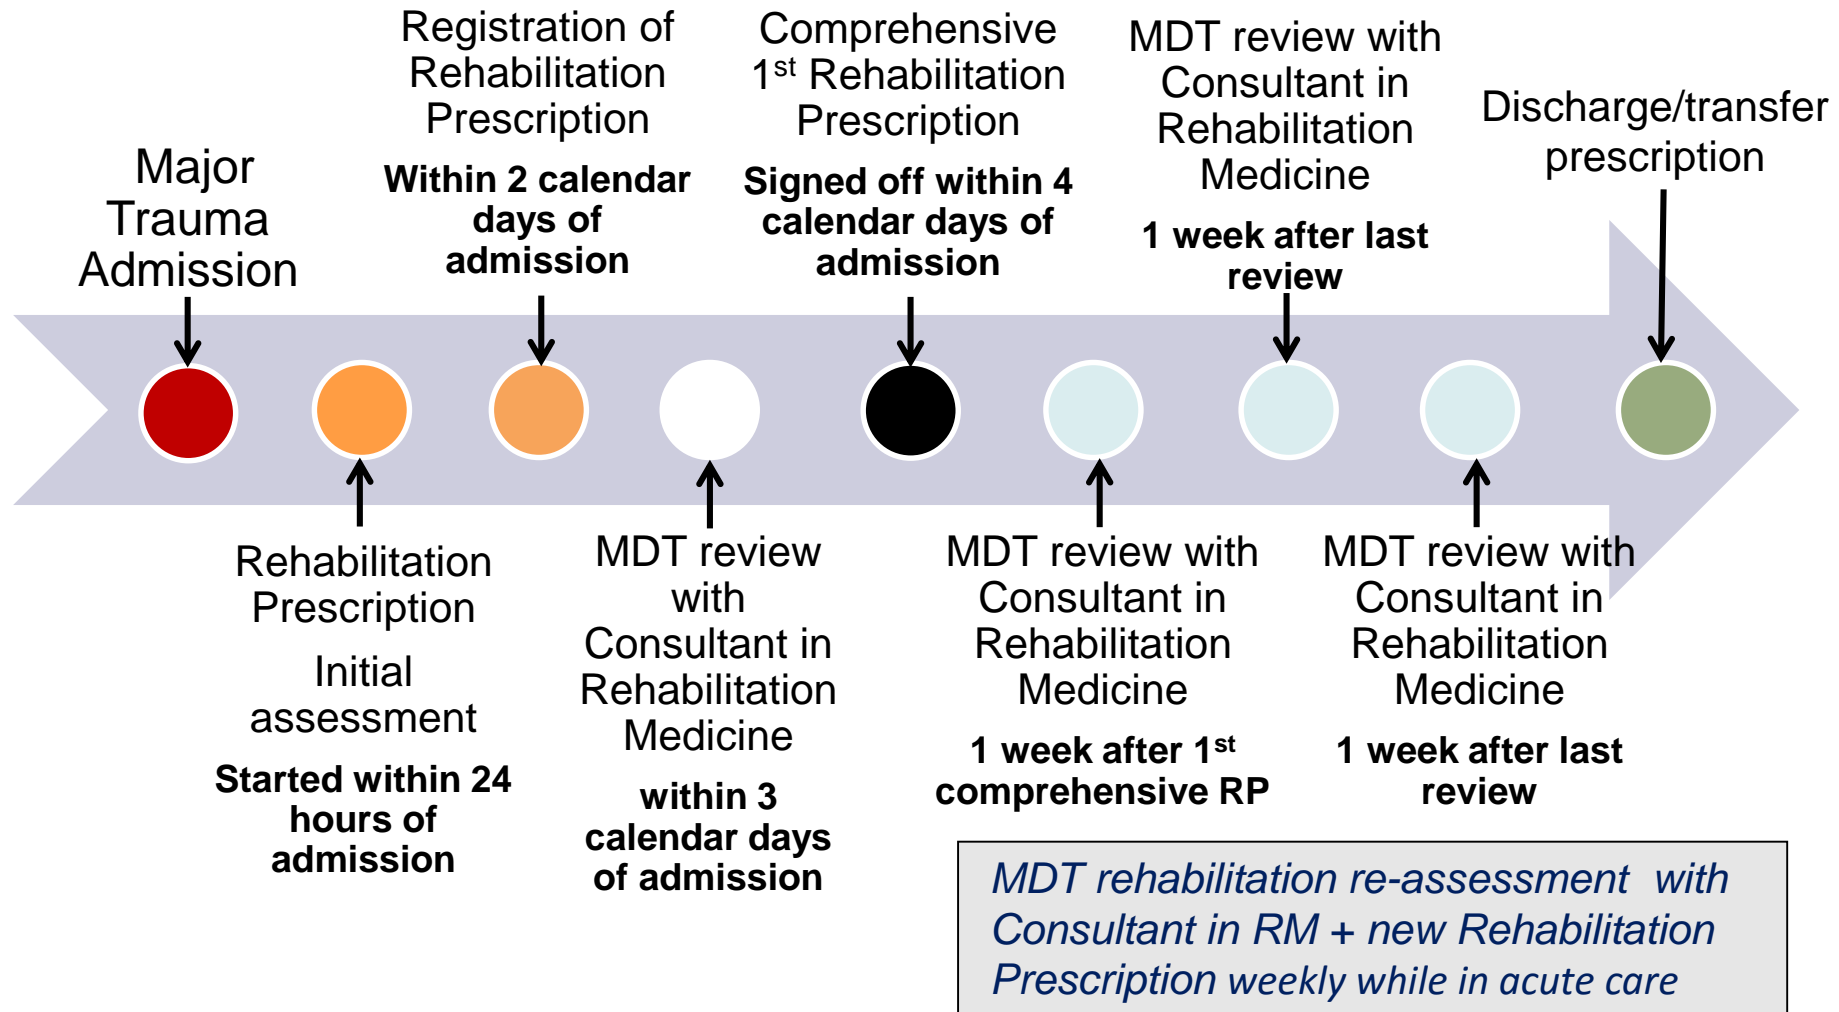 Major
Trauma
Admission
Rehabilitation
Prescription
Initial
assessment
Started within 24
hours of
admission
Registration of
Rehabilitation
Prescription
Within 2 calendar
days of
admission
MDT review
with
Consultant in
Rehabilitation
Medicine
within 3
calendar days
of admission
Comprehensive
1st Rehabilitation
Prescription
Signed off within 4
calendar days of
admission
MDT review with
Consultant in
Rehabilitation
Medicine
1 week after 1st
comprehensive RP
MDT review with
Consultant in
Rehabilitation
Medicine
1 week after last
review
MDT review with
Consultant in
Rehabilitation
Medicine
1 week after last
review
Discharge/transfer
prescription
MDT rehabilitation re-assessment with
Consultant in RM + new Rehabilitation
Prescription weekly while in acute care